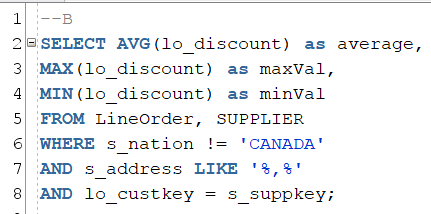 1 --B
2 SELECT AVG(lo_discount) as average,
3 MAX(lo_discount) as maxVal,
4 MIN(lo_discount) as minVal
5 FROM LineOrder, SUPPLIER
6 WHERE s_nation != 'CANADA'
7 AND s_address LIKE '%,%'
8 AND lo_custkey = s_suppkey;